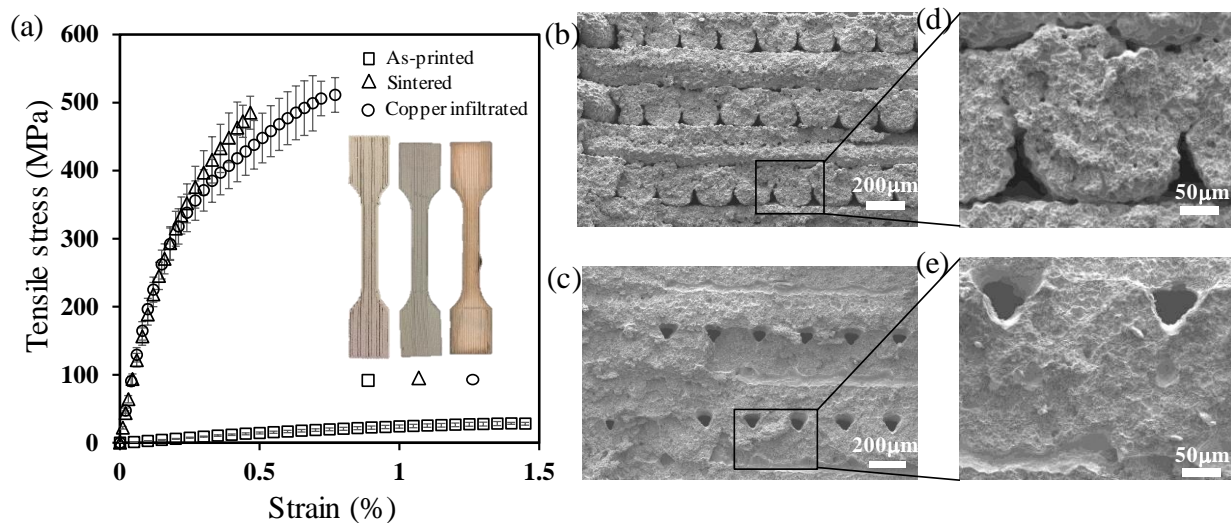 (a)
600
500
400
300
200
100
0
Tensile stress (MPa)
As-printed
Sintered
Copper infiltrated
0
0.5
1
1.5
Strain (%)
(b)
200μm
(d)
50μm
(c)
200μm
(e)
50μm